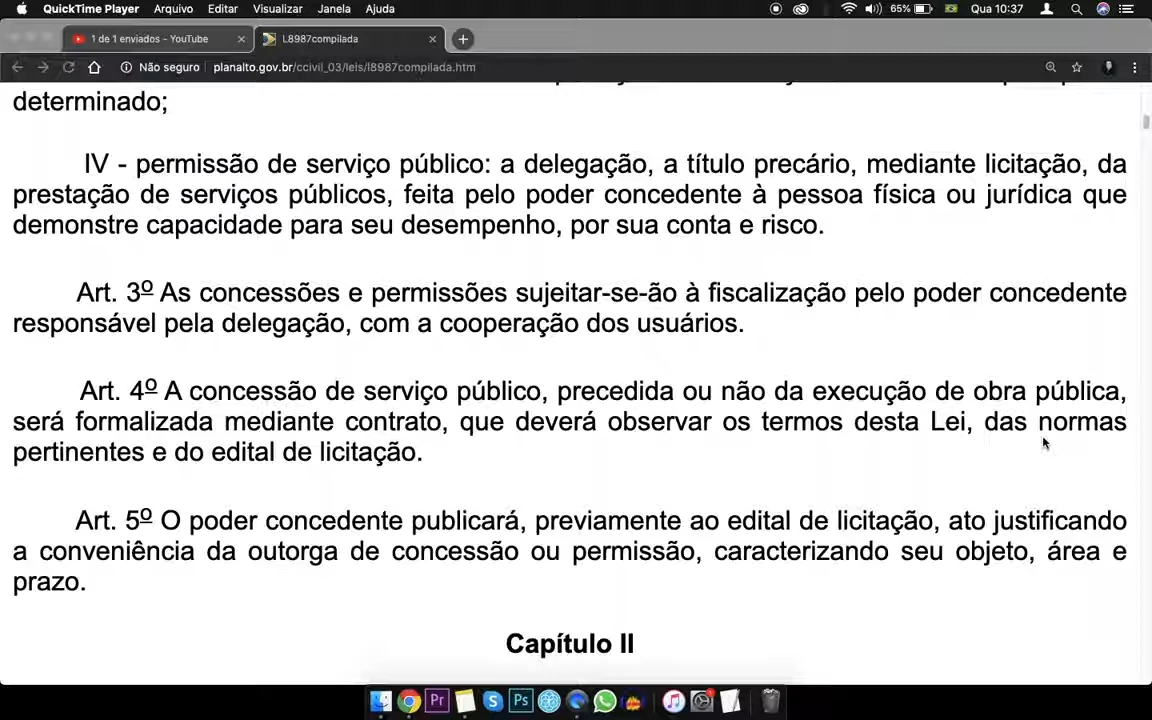 QuickTime Player Arquivo Editar Visualizar Janela Ajuda 65% Qua 10:37
1 de 1 enviados - YouTube L8987compilada
Não seguro planalto.gov.br/ccivil_03/leis/l8987compilada.htm
determinado;
IV - permissão de serviço público: a delegação, a título precário, mediante licitação, da
prestação de serviços públicos, feita pelo poder concedente à pessoa física ou jurídica que
demonstre capacidade para seu desempenho, por sua conta e risco.
Art. 3º As concessões e permissões sujeitar-se-ão à fiscalização pelo poder concedente
responsável pela delegação, com a cooperação dos usuários.
Art. 4º A concessão de serviço público, precedida ou não da execução de obra pública,
será formalizada mediante contrato, que deverá observar os termos desta Lei, das normas
pertinentes e do edital de licitação.
Art. 5º O poder concedente publicará, previamente ao edital de licitação, ato justificando
a conveniência da outorga de concessão ou permissão, caracterizando seu objeto, área e
prazo.
Capítulo II
Pr S Ps